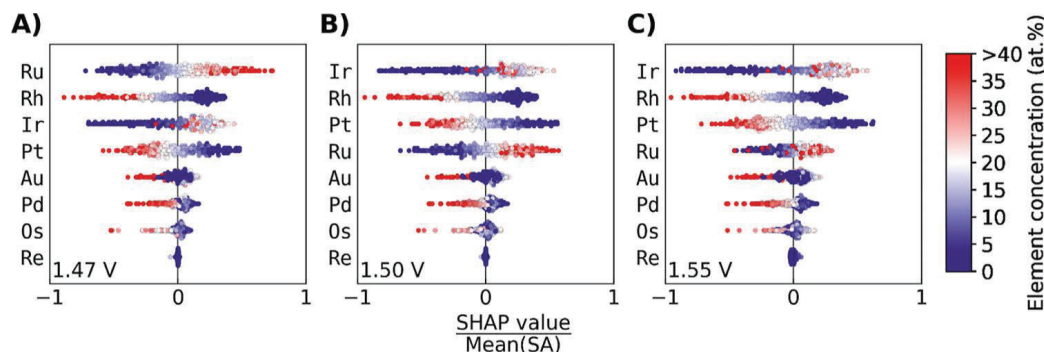 A)
Ru
Rh
Ir
Pt
Au
Pd
Os
Re
1.47 V
−1
0
1
B)
Ir
Rh
Pt
Ru
Au
Pd
Os
Re
1.50 V
−1
0
1
SHAP value
Mean(SA)
C)
Ir
Rh
Pt
Ru
Au
Pd
Os
Re
1.55 V
−1
0
1
>40
35
30
25
20
15
10
5
0
Element concentration (at.%)